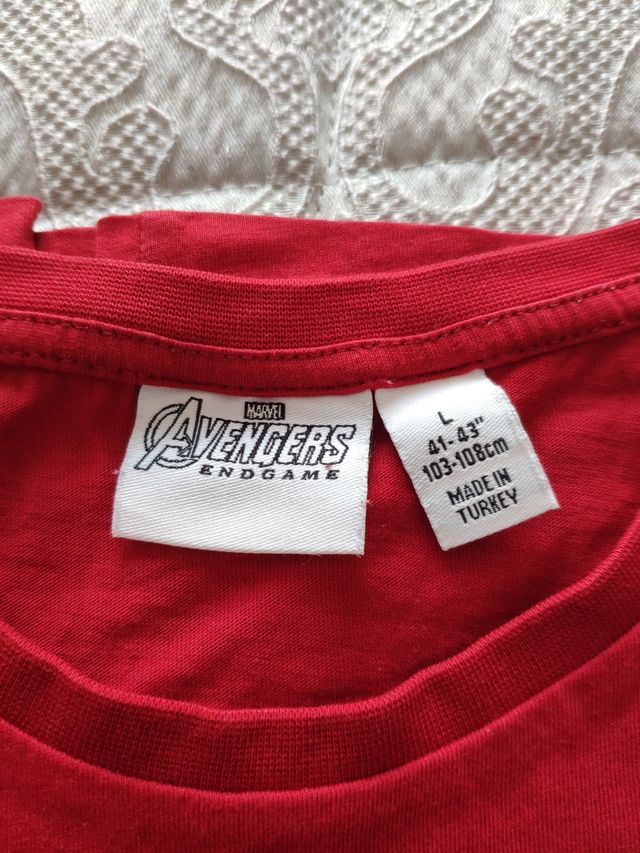 MARVEL
AVENGERS
ENDGAME
L
41-43"
103-108cm
MADE IN
TURKEY